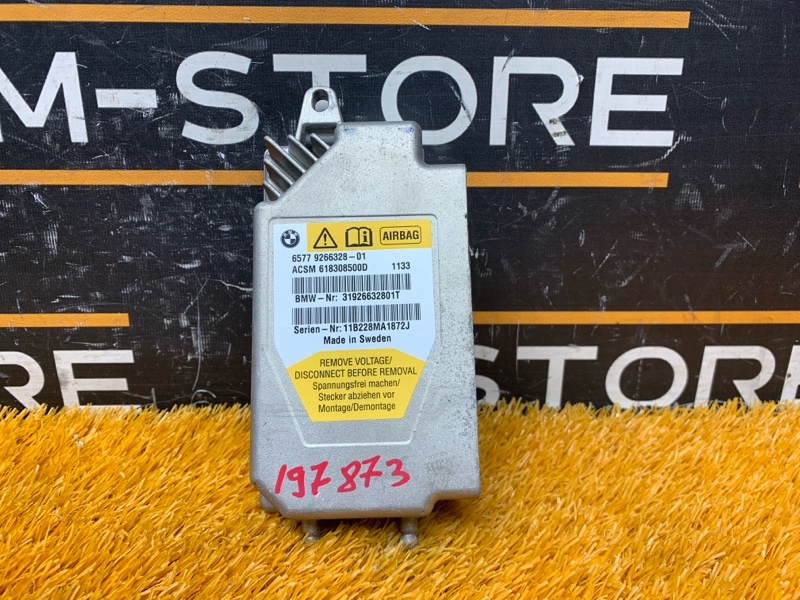 M-STORE
AIRBAG
6577 9266328-01
ACSM 618308500D 1133
BMW-Nr: 31926632801T
Serien-Nr: 11B228MA1872J
Made in Sweden
REMOVE VOLTAGE/
DISCONNECT BEFORE REMOVAL
Spannungsfrei machen/
Stecker abziehen vor
Montage/Demontage
STORE
-STORE
197873